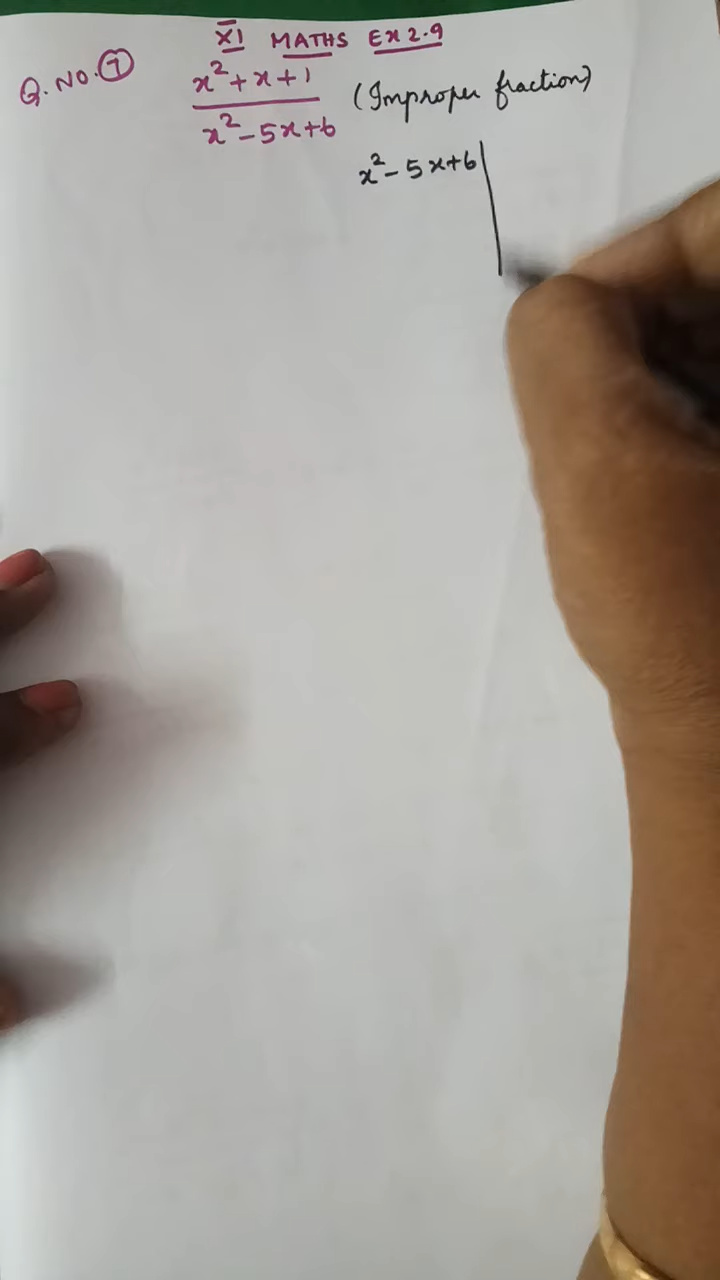 XI MATHS Ex 2.9
Q. NO. 7 x²+x+1 / x²-5x+6 (Improper fraction)
x²-5x+6